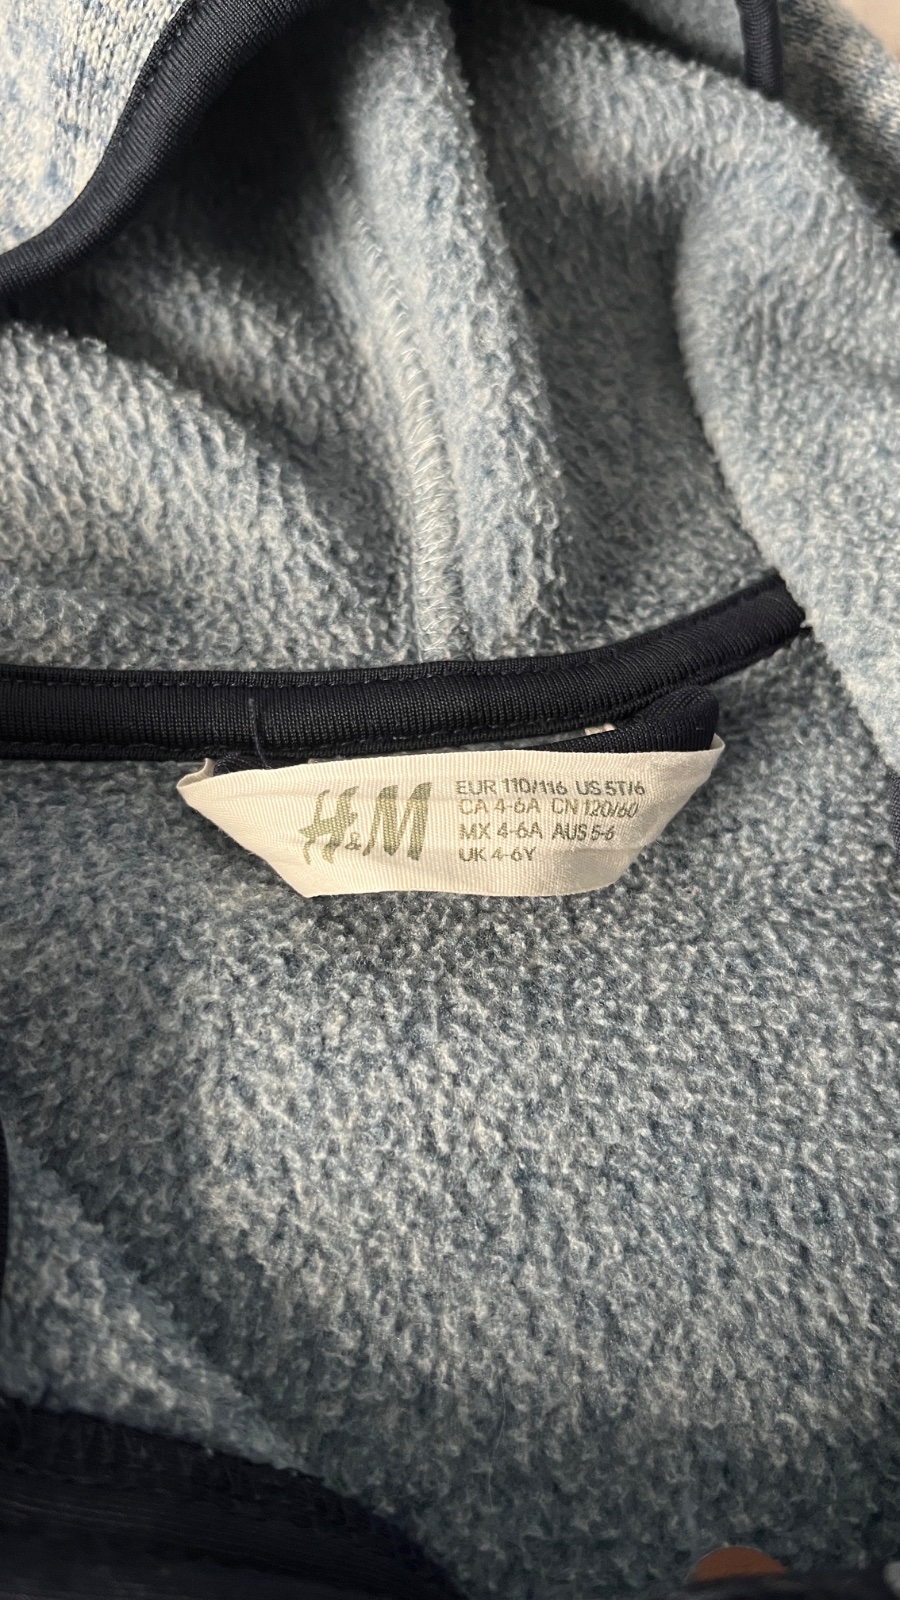 H&M
EUR 110/116 US 5T/6
CA 4-6A CN 120/60
MX 4-6A AUS 5-6
UK 4-6Y